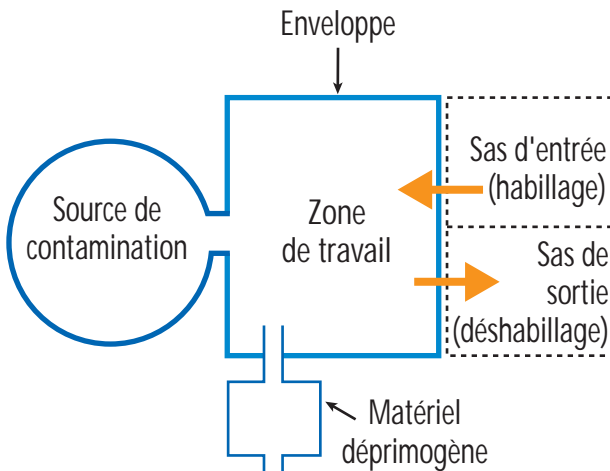 Enveloppe
Source de
contamination
Zone
de travail
Sas d'entrée
(habillage)
Sas de
sortie
(déshabillage)
Matériel
déprimogène